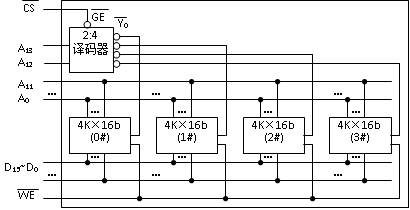 CS
GE
2:4
译码器
Y₀
A₁₃
A₁₂
A₁₁
A₀
...
...
...
...
...
4K×16b
(0#)
4K×16b
(1#)
4K×16b
(2#)
4K×16b
(3#)
D₁₅~D₀
...
...
...
...
...
WE